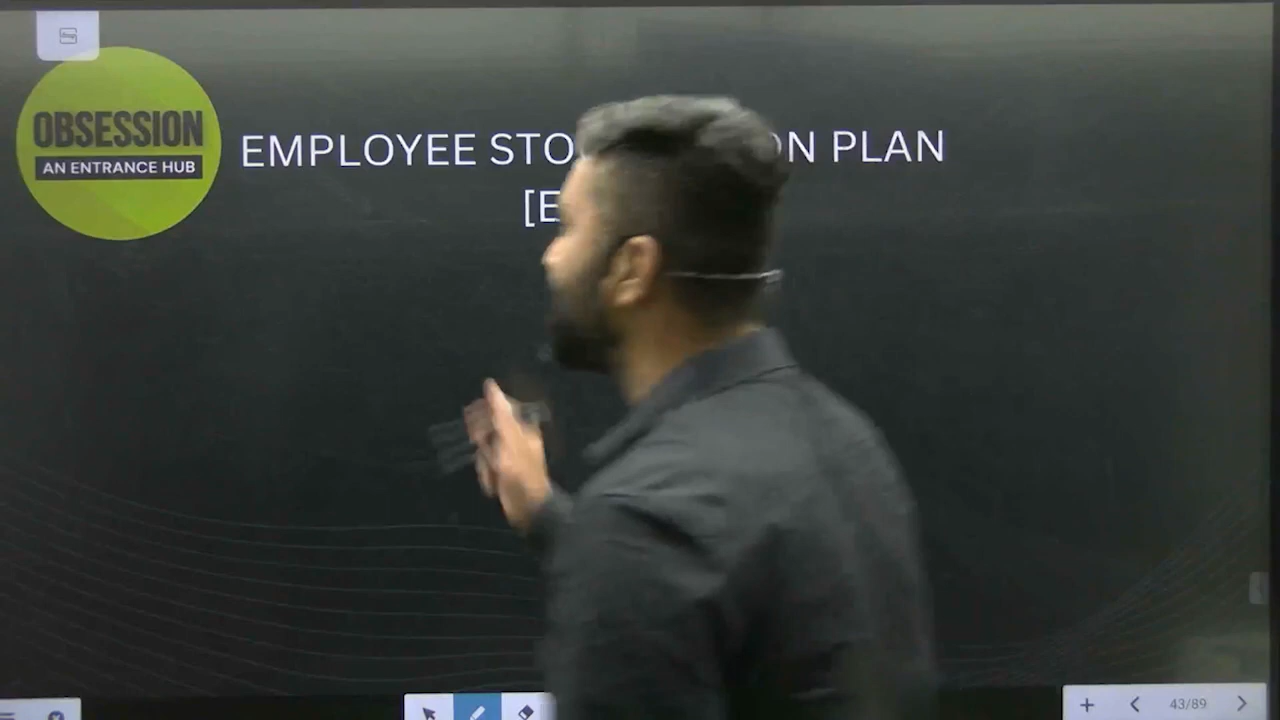 OBSESSION
AN ENTRANCE HUB
EMPLOYEE STO ON PLAN
[E
43/89